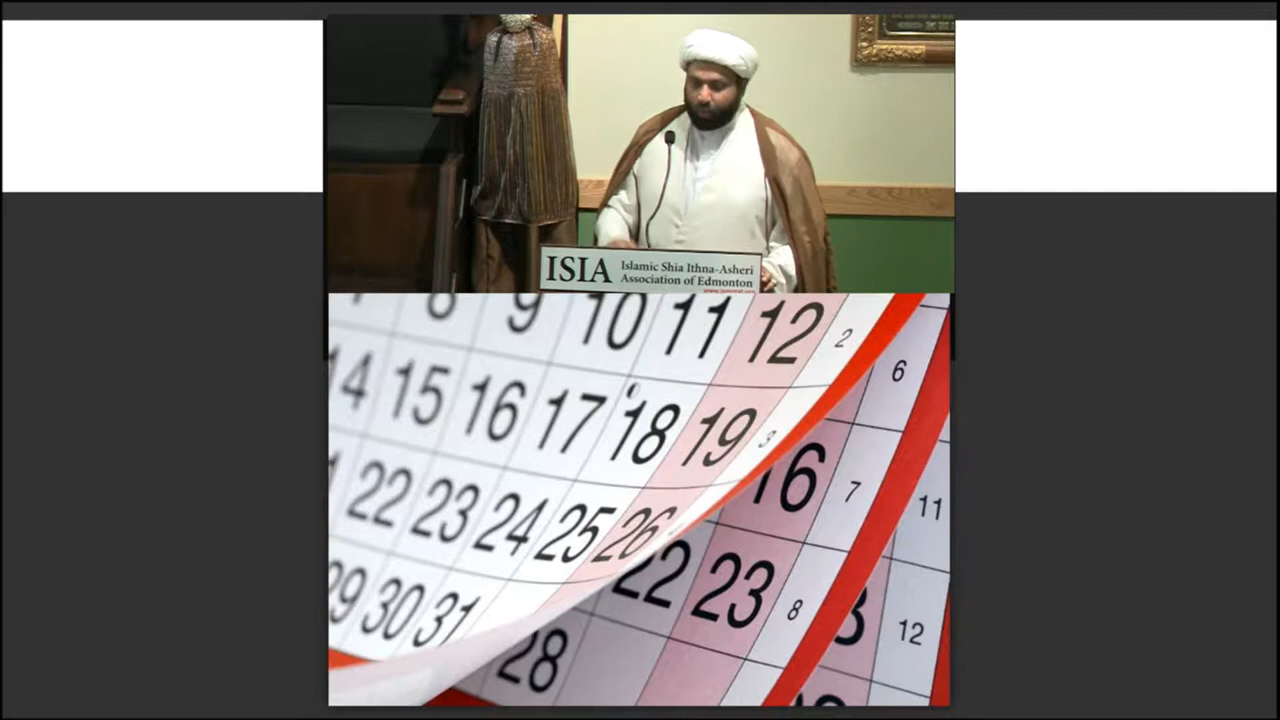 ISIA Islamic Shia Ithna-Asheri
Association of Edmonton
8 9 10 11 12 2
14 15 16 17 18 19 3
22 23 24 25 26
29 30 31
6
16 7 11
22 23 8
28
12